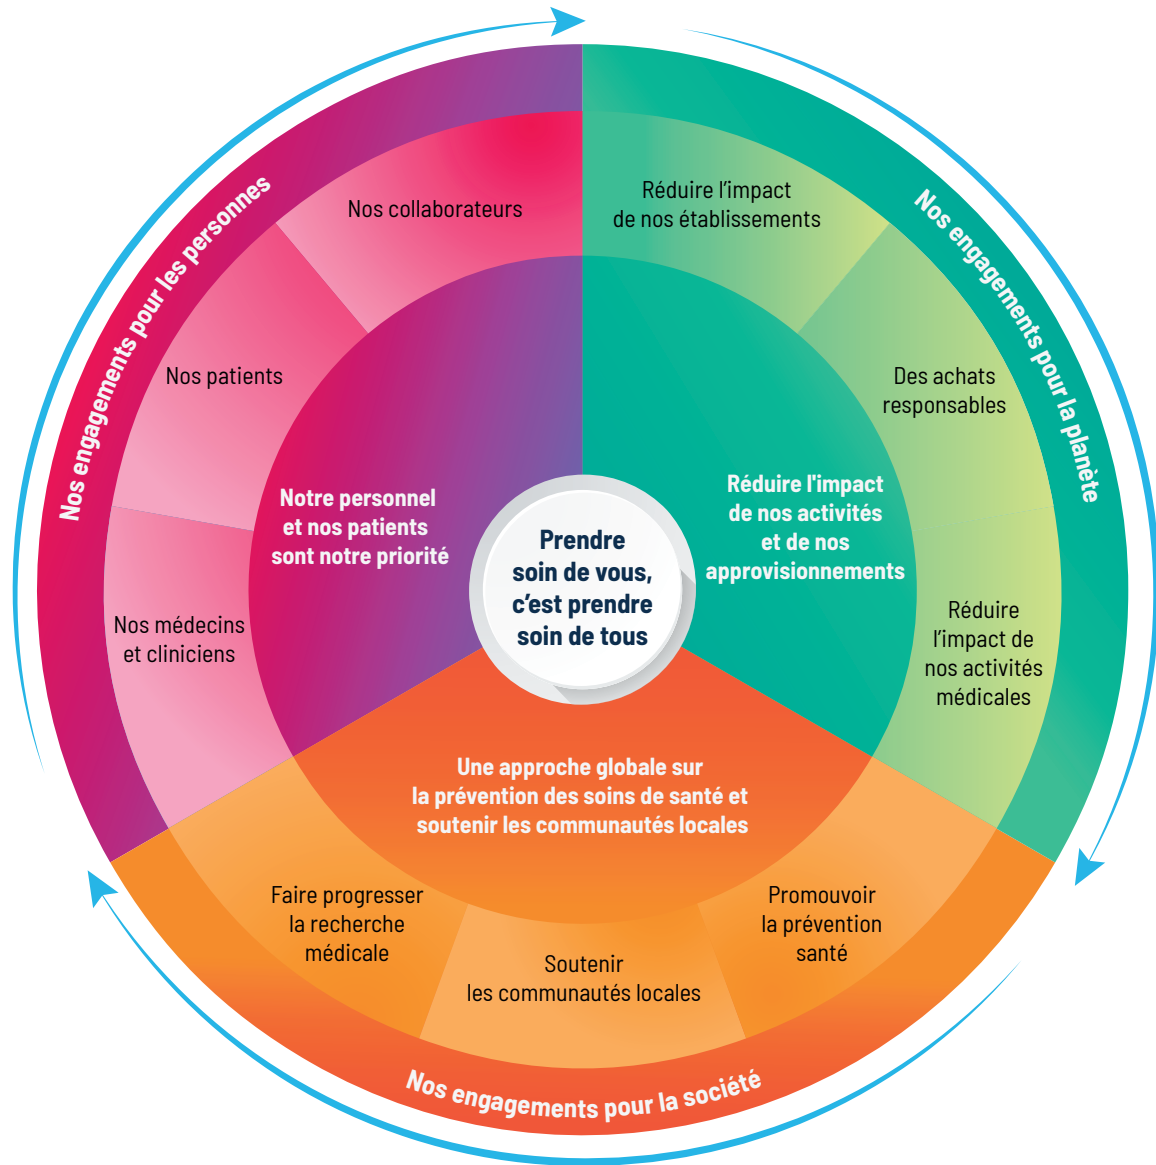 Nos engagements pour les personnes
Nos collaborateurs
Nos patients
Nos médecins
et cliniciens
Notre personnel
et nos patients
sont notre priorité
Nos engagements pour la planète
Réduire l’impact
de nos établissements
Des achats
responsables
Réduire
l’impact de
nos activités
médicales
Réduire l'impact
de nos activités
et de nos
approvisionnements
Prendre
soin de vous,
c’est prendre
soin de tous
Une approche globale sur
la prévention des soins de santé et
soutenir les communautés locales
Faire progresser
la recherche
médicale
Soutenir
les communautés locales
Promouvoir
la prévention
santé
Nos engagements pour la société